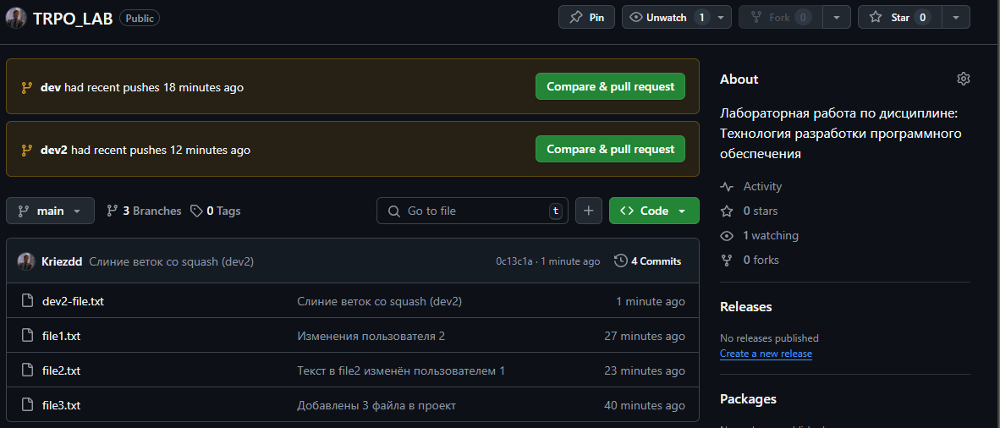 TRPO_LAB Public Pin Unwatch 1 Fork 0 Star 0
dev had recent pushes 18 minutes ago Compare & pull request
dev2 had recent pushes 12 minutes ago Compare & pull request
main 3 Branches 0 Tags Go to file t Code
Kriezdd Слиние веток со squash (dev2) 0c13c1a · 1 minute ago 4 Commits
dev2-file.txt Слиние веток со squash (dev2) 1 minute ago
file1.txt Изменения пользователя 2 27 minutes ago
file2.txt Текст в file2 изменён пользователем 1 23 minutes ago
file3.txt Добавлены 3 файла в проект 40 minutes ago
About
Лабораторная работа по дисциплине:
Технология разработки программного
обеспечения
Activity
0 stars
1 watching
0 forks
Releases
No releases published
Create a new release
Packages